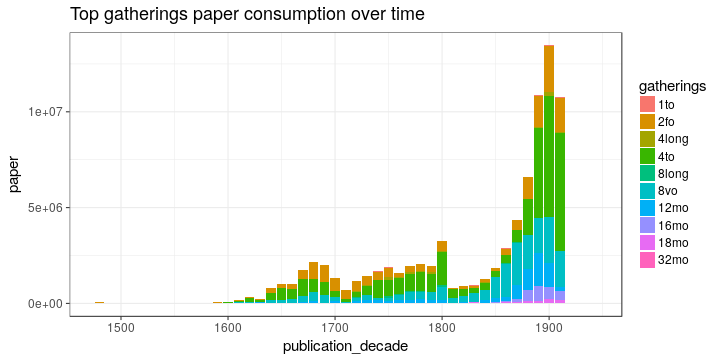 Top gatherings paper consumption over time
paper
1e+07
5e+06
0e+00
1500
1600
1700
1800
1900
publication_decade
gatherings
1to
2fo
4long
4to
8long
8vo
12mo
16mo
18mo
32mo